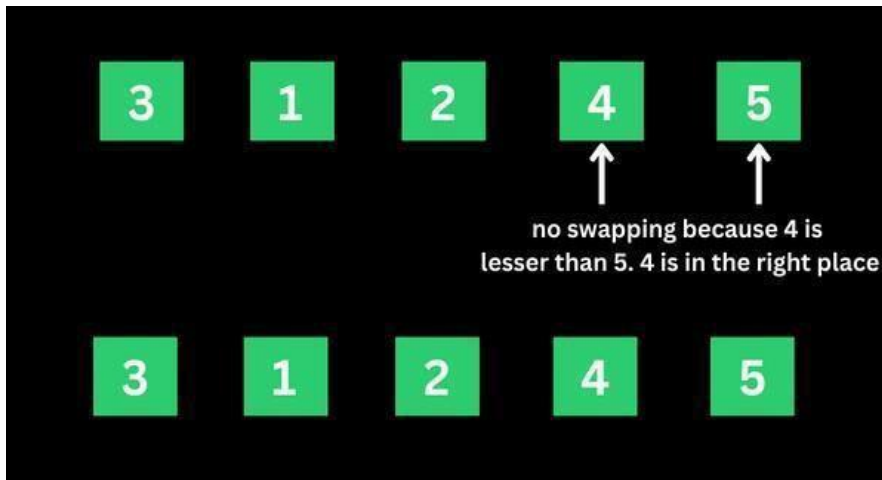 3 1 2 4 5
no swapping because 4 is
lesser than 5. 4 is in the right place
3 1 2 4 5